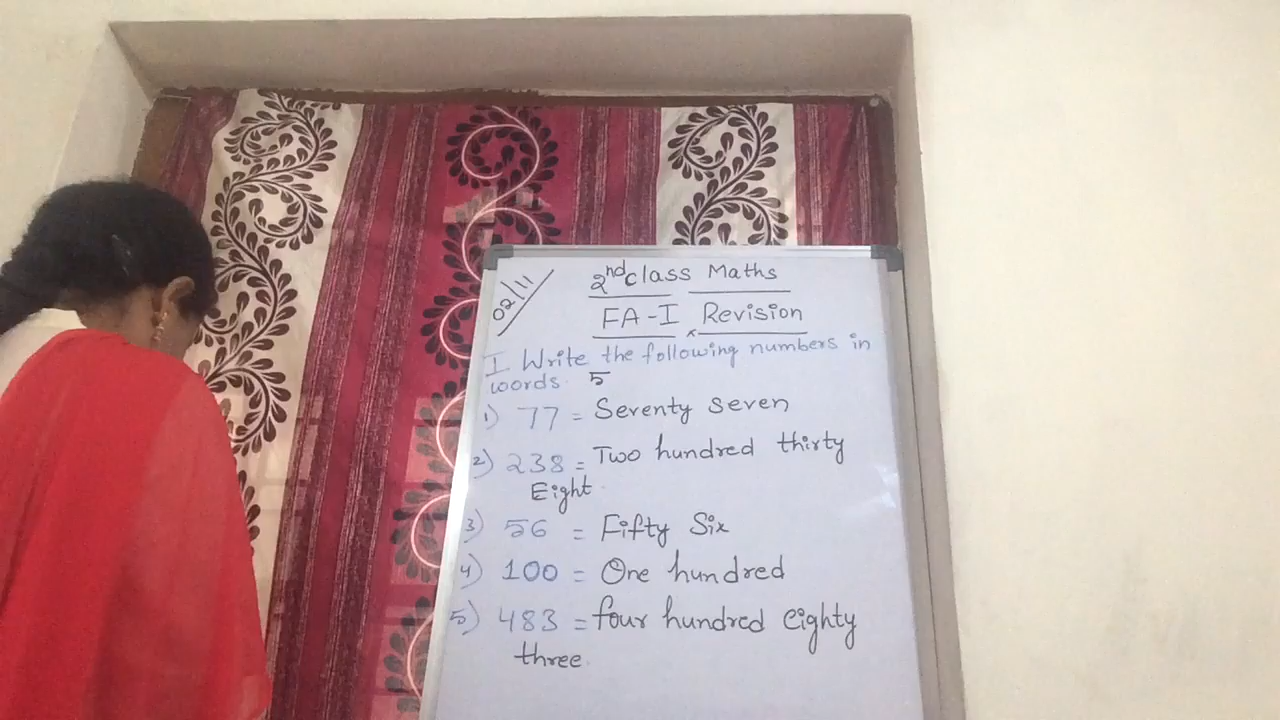 02/11
2nd class Maths
FA-I Revision
I Write the following numbers in
words. 5
1) 77 = Seventy Seven
2) 238 = Two hundred thirty
Eight
3) 56 = Fifty Six
4) 100 = One hundred
5) 483 = four hundred eighty
three.